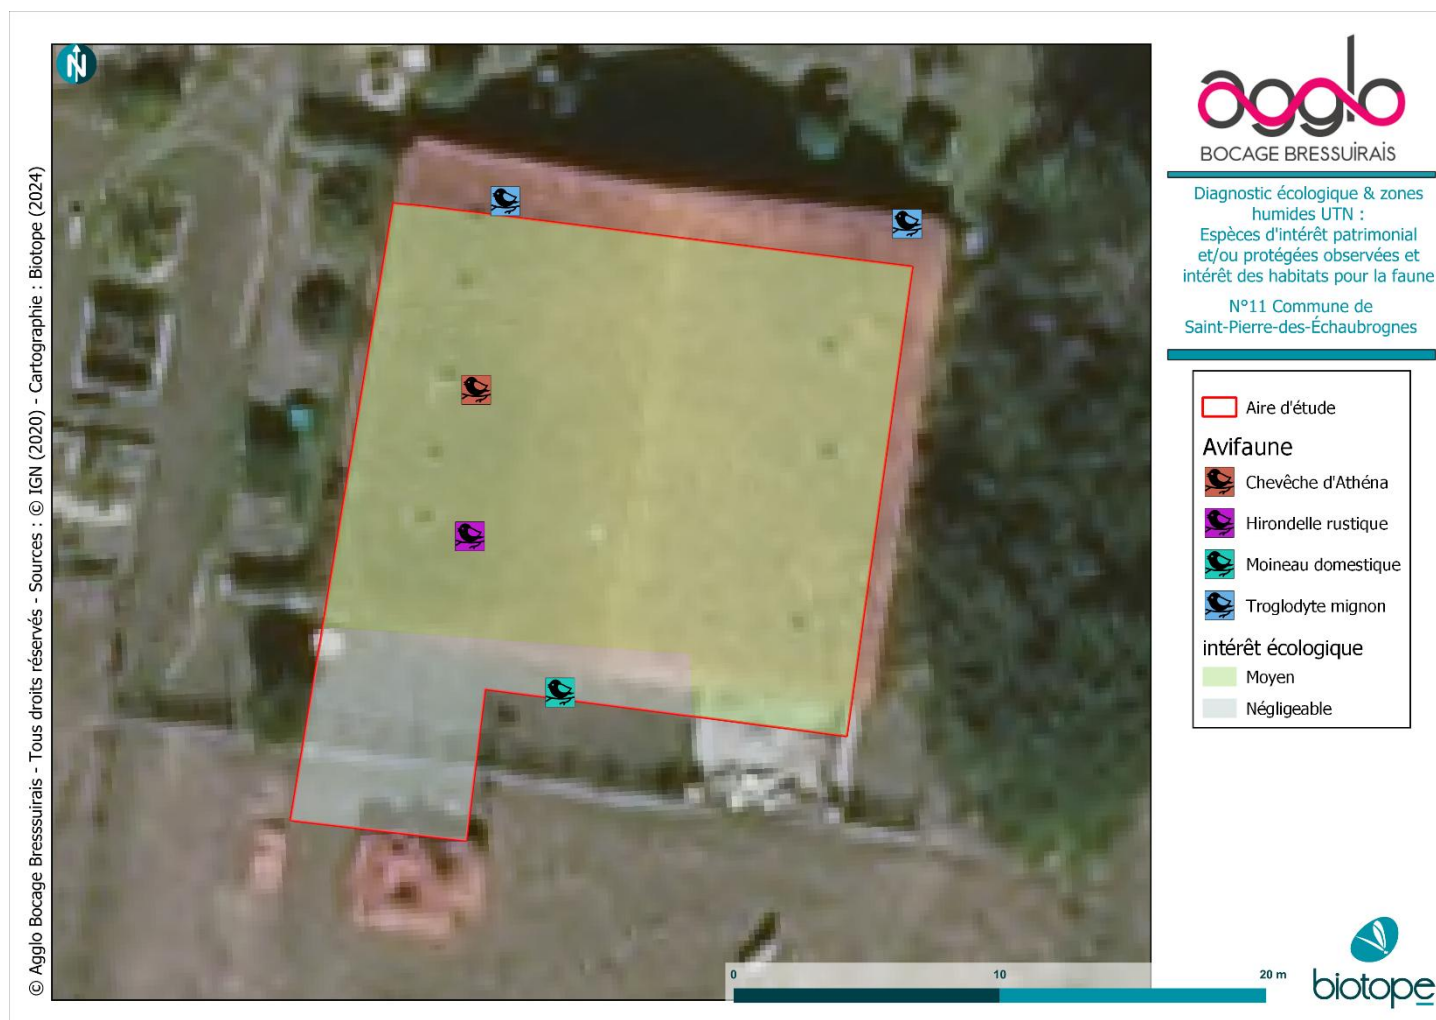 N
© Agglo Bocage Bresssuirais - Tous droits réservés - Sources : © IGN (2020) - Cartographie : Biotope (2024)
agglo
BOCAGE BRESSUIRAIS
Diagnostic écologique & zones
humides UTN :
Espèces d'intérêt patrimonial
et/ou protégées observées et
intérêt des habitats pour la faune
N°11 Commune de
Saint-Pierre-des-Échaubrognes
Aire d'étude
Avifaune
Chevêche d'Athéna
Hirondelle rustique
Moineau domestique
Troglodyte mignon
intérêt écologique
Moyen
Négligeable
0 10 20 m
biotope